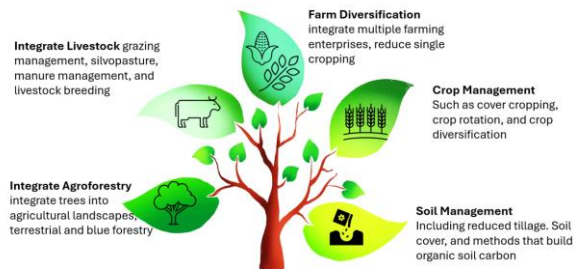 Farm Diversification
integrate multiple farming
enterprises, reduce single
cropping
Integrate Livestock grazing
management, silvopasture,
manure management, and
livestock breeding
Crop Management
Such as cover cropping,
crop rotation, and crop
diversification
Integrate Agroforestry
integrate trees into
agricultural landscapes,
terrestrial and blue forestry
Soil Management
Including reduced tillage. Soil
cover, and methods that build
organic soil carbon